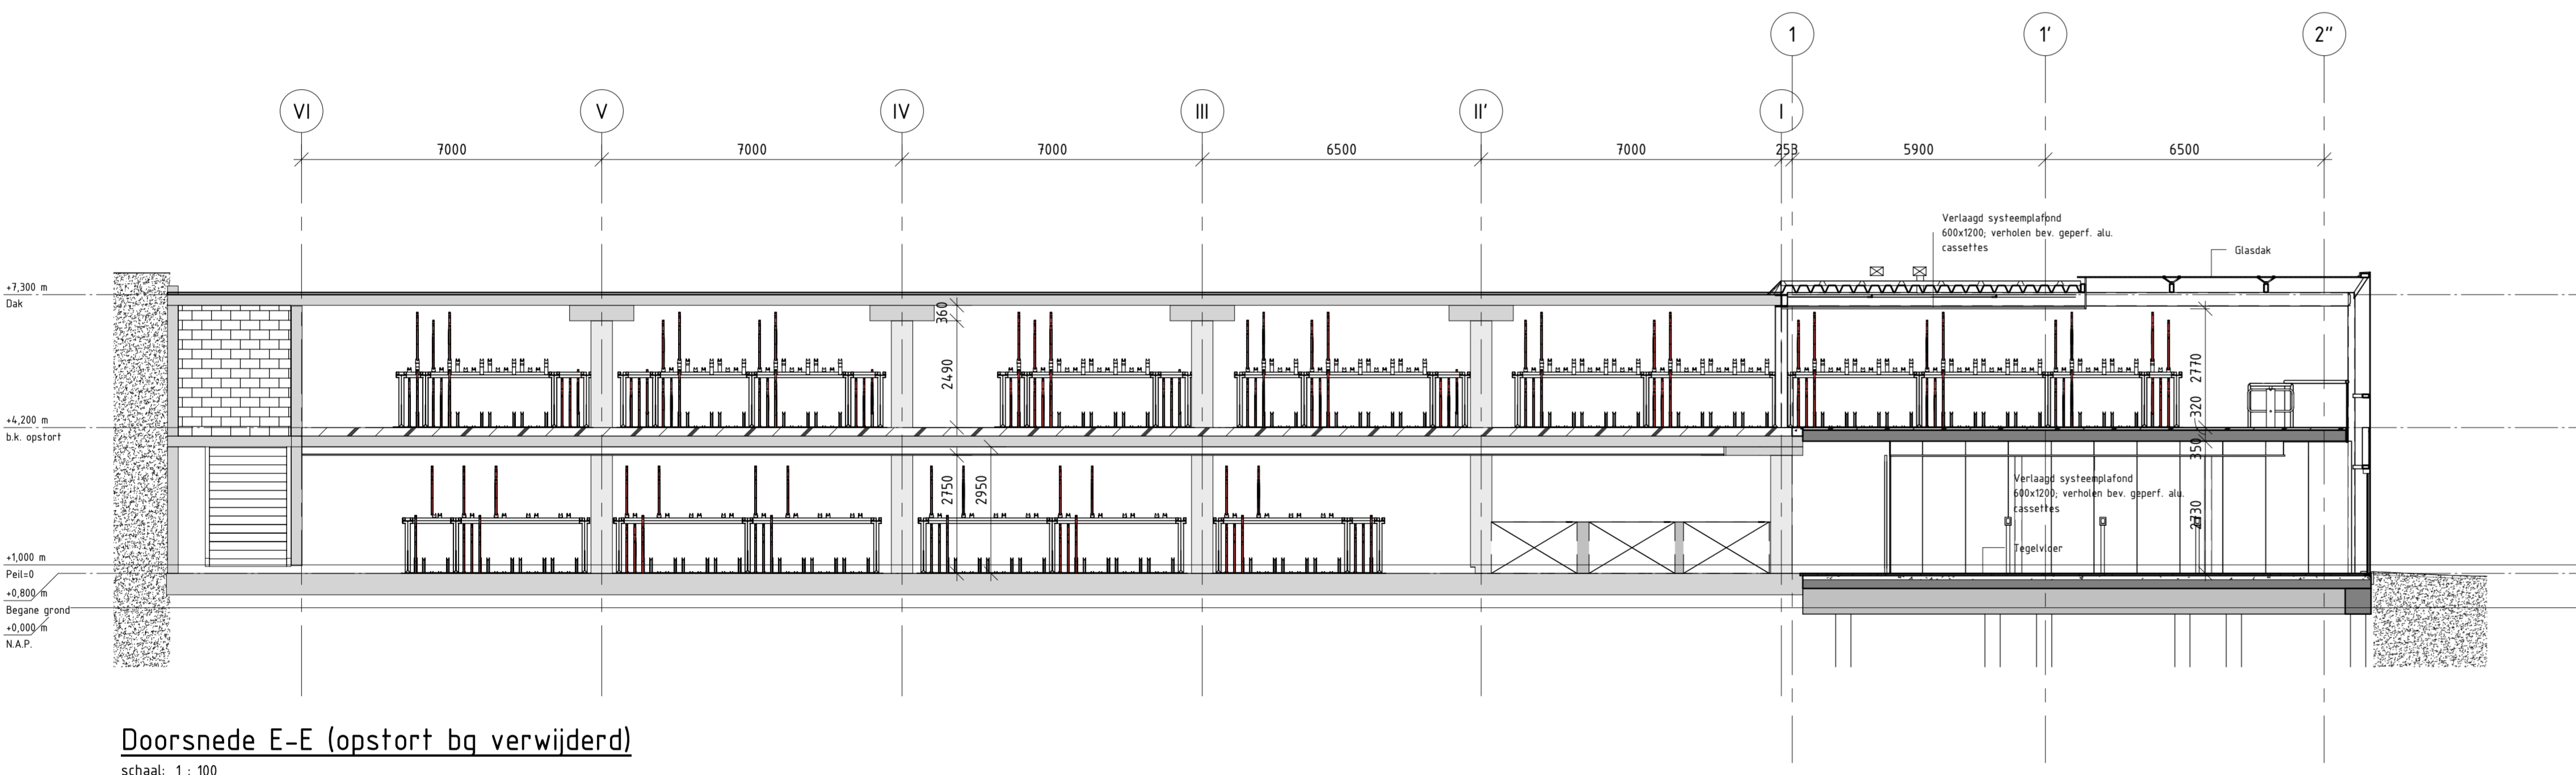 1
1'
2"
VI
V
IV
III
II'
I
7000
7000
7000
6500
7000
253
5900
6500
Verlaagd systeemplafond
600x1200; verholen bev. geperf. alu.
cassettes
Glasdak
+7,300 m
Dak
360
2490
2770
+4,200 m
b.k. opstort
320
350
2750
2950
Verlaagd systeemplafond
600x1200; verholen bev. geperf. alu.
cassettes
2730
Tegelvloer
+1,000 m
Peil=0
+0,800 m
Begane grond
+0,000 m
N.A.P.
Doorsnede E-E (opstort bg verwijderd)
schaal: 1 : 100